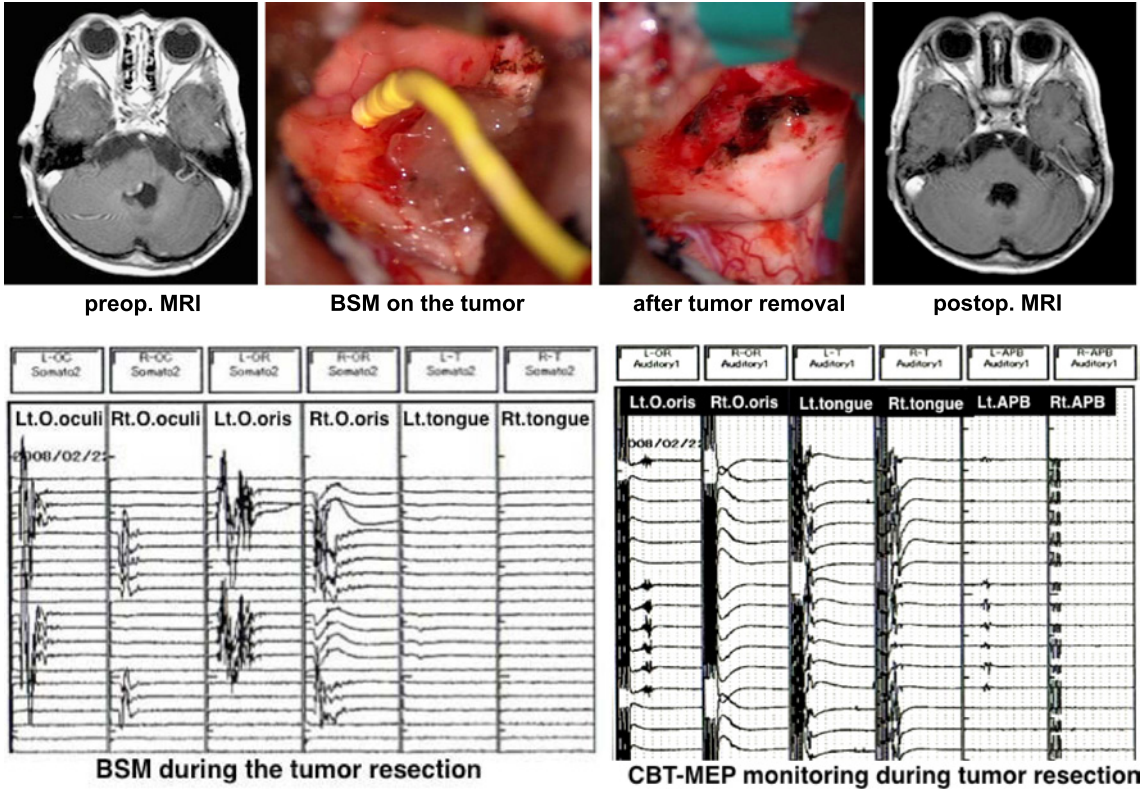 preop. MRI
BSM on the tumor
after tumor removal
postop. MRI
L-OC
Somato2
R-OC
Somato2
L-OR
Somato2
R-OR
Somato2
L-T
Somato2
R-T
Somato2
Lt.O.oculi
Rt.O.oculi
Lt.O.oris
Rt.O.oris
Lt.tongue
Rt.tongue
2008/02/2
BSM during the tumor resection
L-OR
Auditory1
R-OR
Auditory1
L-T
Auditory1
R-T
Auditory1
L-APB
Auditory1
R-APB
Auditory1
Lt.O.oris
Rt.O.oris
Lt.tongue
Rt.tongue
Lt.APB
Rt.APB
008/02/2
CBT-MEP monitoring during tumor resection